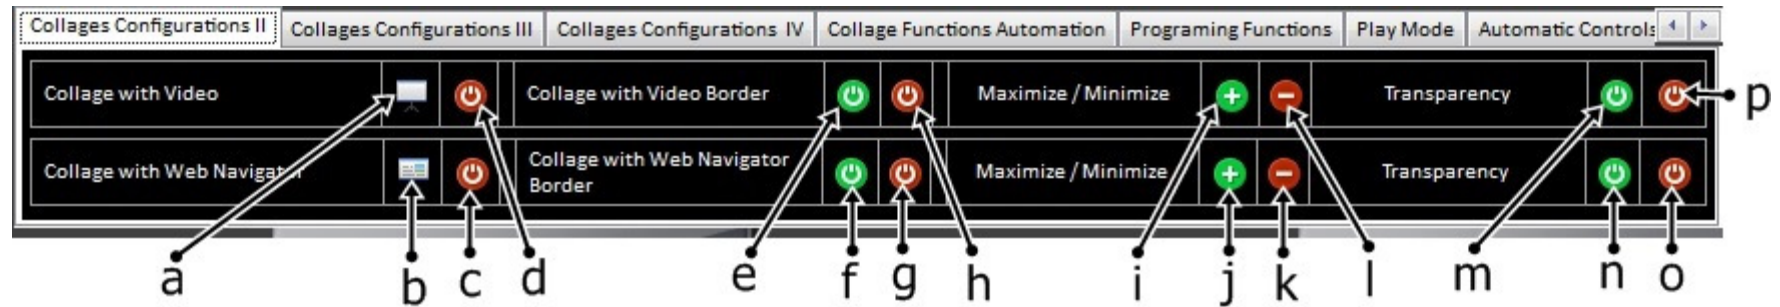 Collages Configurations II Collages Configurations III Collages Configurations IV Collage Functions Automation Programing Functions Play Mode Automatic Controls
Collage with Video Collage with Video Border Maximize / Minimize Transparency p
Collage with Web Navigator Collage with Web Navigator Border Maximize / Minimize Transparency
a b c d e f g h i j k l m n o